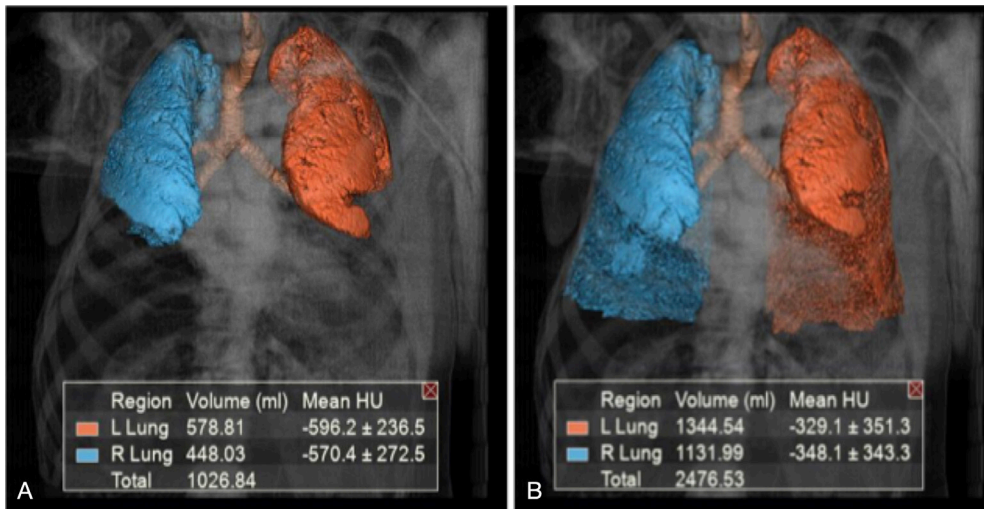 Region Volume (ml) Mean HU
L Lung 578.81 -596.2 ± 236.5
R Lung 448.03 -570.4 ± 272.5
Total 1026.84
A
Region Volume (ml) Mean HU
L Lung 1344.54 -329.1 ± 351.3
R Lung 1131.99 -348.1 ± 343.3
Total 2476.53
B